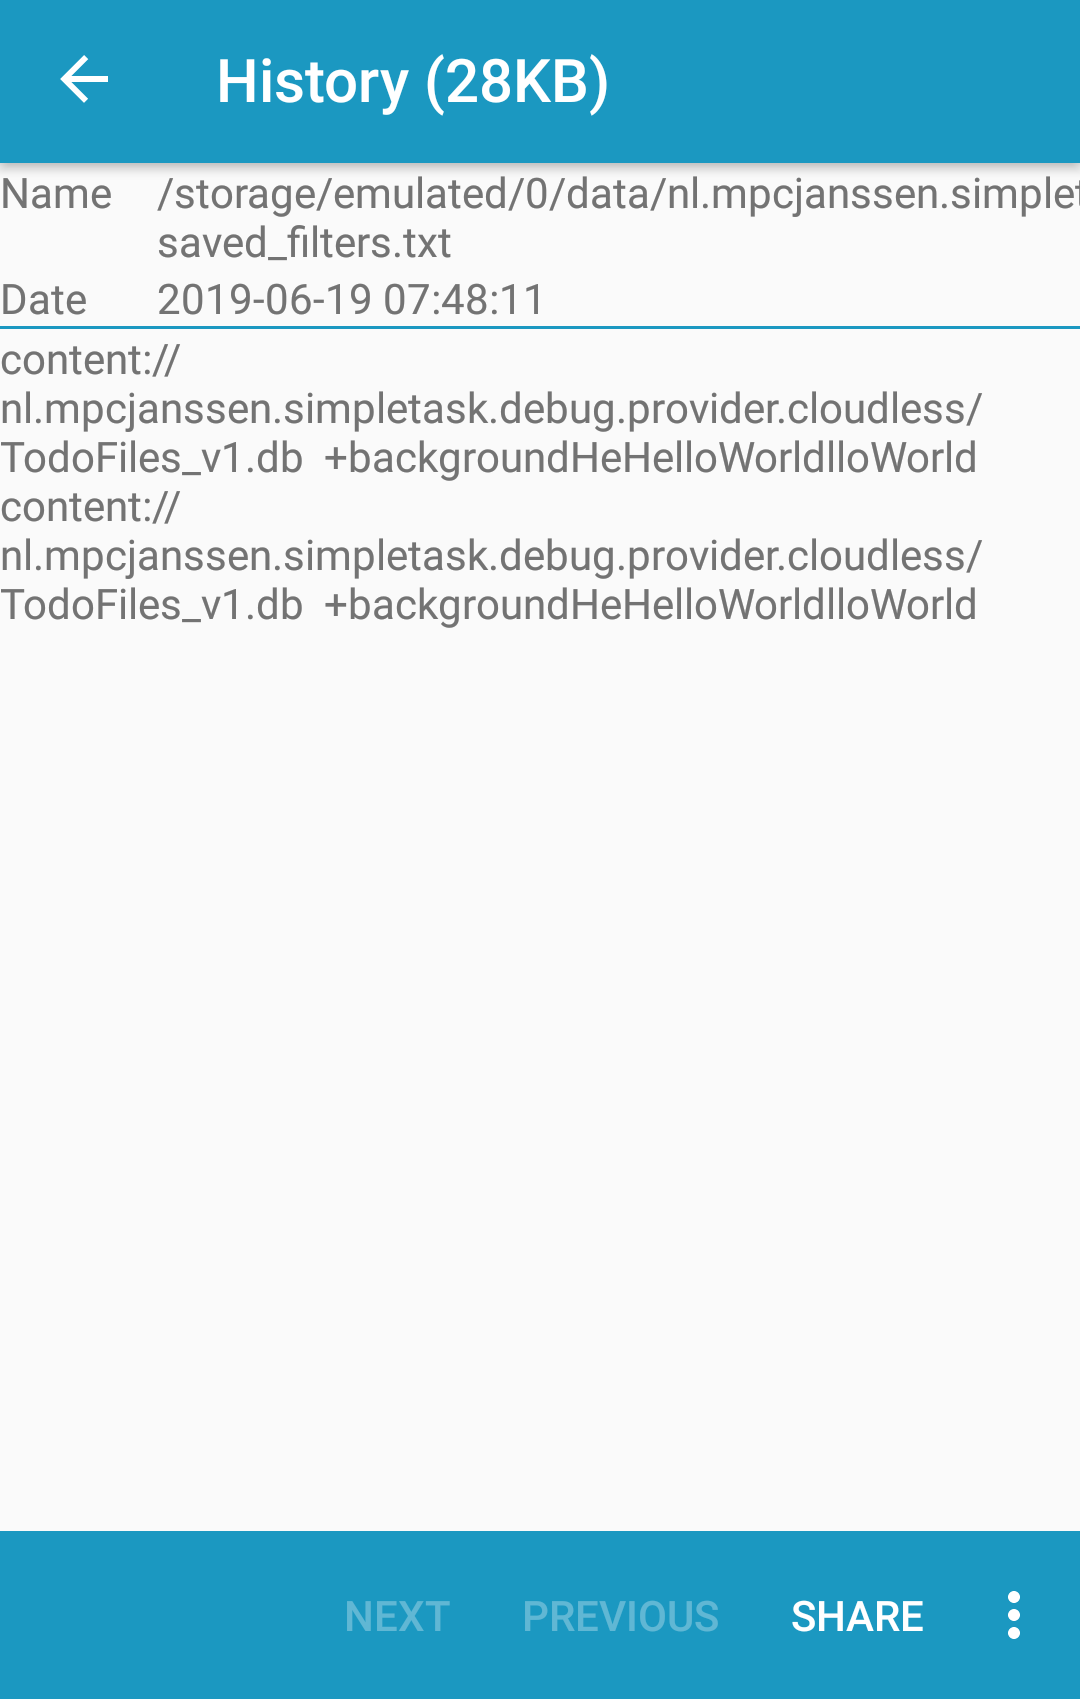 History (28KB)
Name /storage/emulated/0/data/nl.mpcjanssen.simplet
saved_filters.txt
Date 2019-06-19 07:48:11
content://
nl.mpcjanssen.simpletask.debug.provider.cloudless/
TodoFiles_v1.db +backgroundHeHelloWorldlloWorld
content://
nl.mpcjanssen.simpletask.debug.provider.cloudless/
TodoFiles_v1.db +backgroundHeHelloWorldlloWorld
NEXT PREVIOUS SHARE